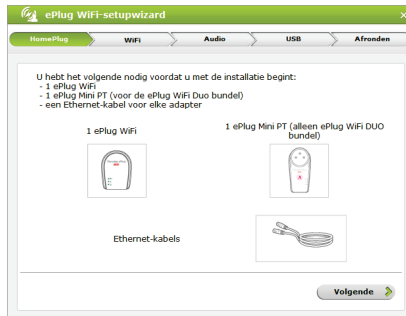 ePlug WiFi-setupwizard
HomePlug
WiFi
Audio
USB
Afronden
U hebt het volgende nodig voordat u met de installatie begint:
- 1 ePlug WiFi
- 1 ePlug Mini PT (voor de ePlug WiFi Duo bundel)
- een Ethernet-kabel voor elke adapter
1 ePlug WiFi
1 ePlug Mini PT (alleen ePlug WiFi DUO
bundel)
Ethernet-kabels
Volgende